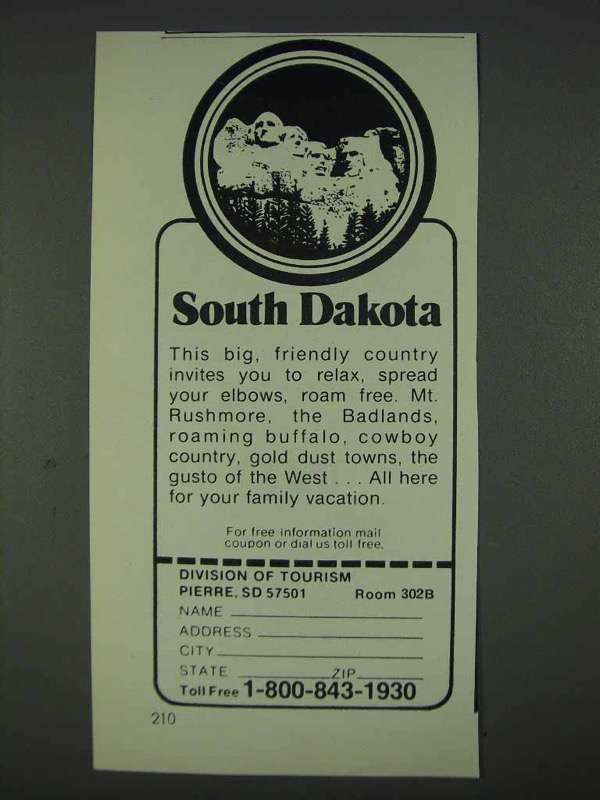 South Dakota
This big, friendly country
invites you to relax, spread
your elbows, roam free. Mt.
Rushmore, the Badlands,
roaming buffalo, cowboy
country, gold dust towns, the
gusto of the West . . . All here
for your family vacation.
For free information mail
coupon or dial us toll free.
DIVISION OF TOURISM
PIERRE, SD 57501 Room 302B
NAME
ADDRESS
CITY
STATE ZIP
Toll Free 1-800-843-1930
210